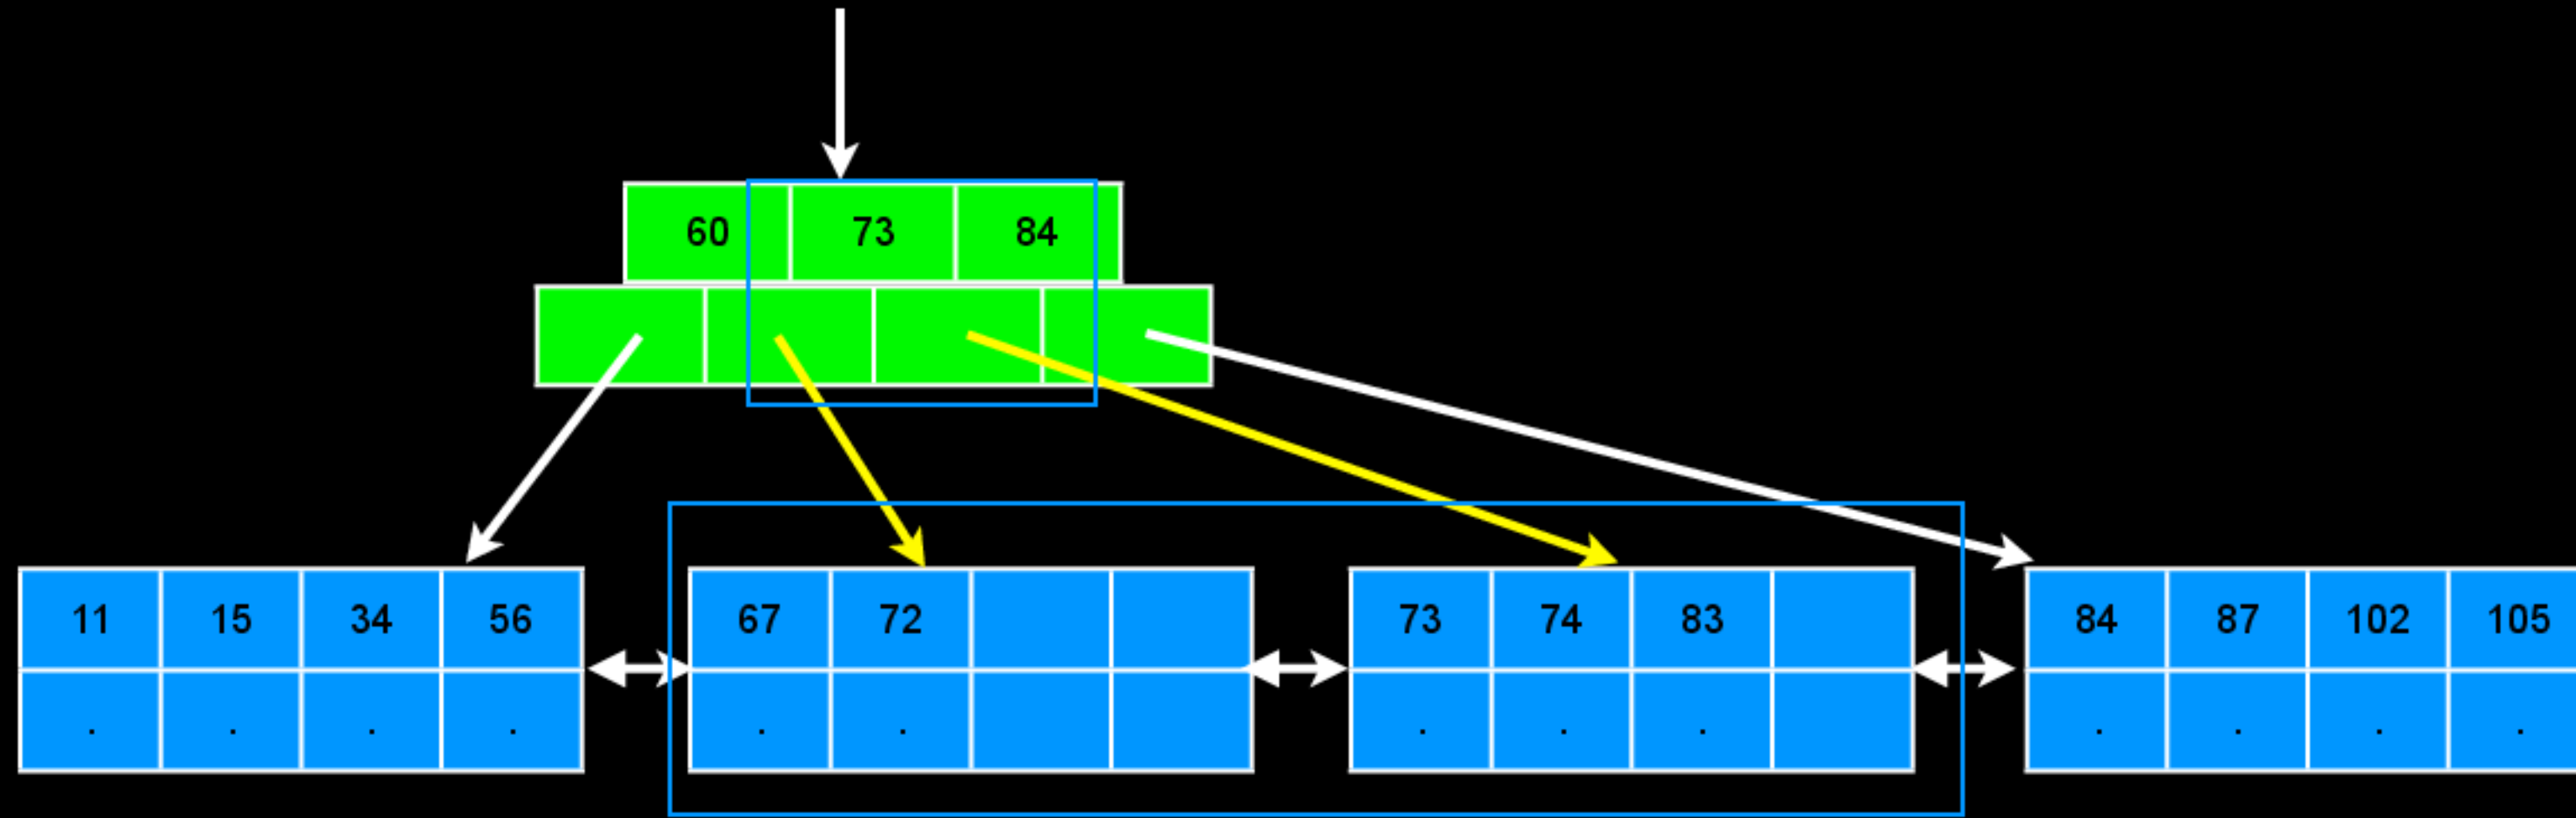 60 73 84
11 15 34 56 67 72 73 74 83 84 87 102 105
. . . . . . . . . . . . .